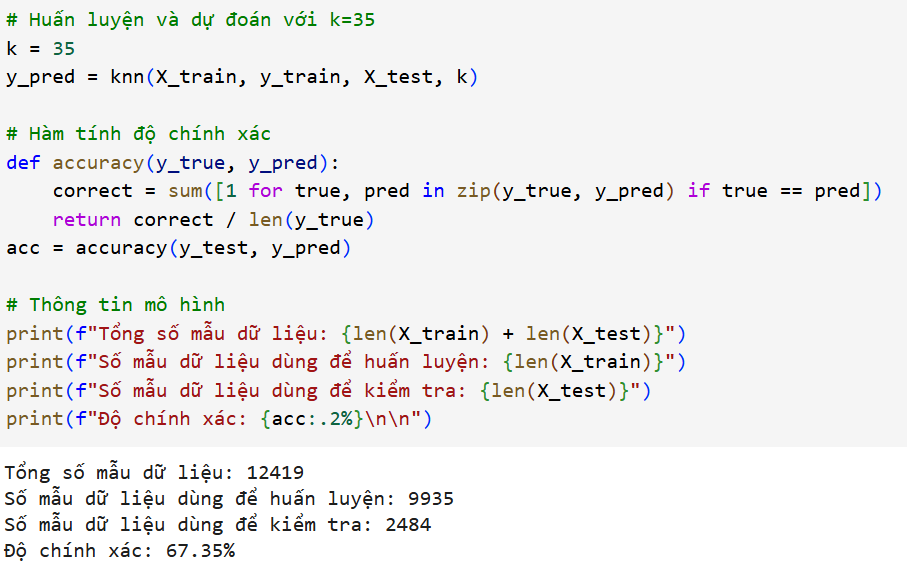 # Huấn luyện và dự đoán với k=35
k = 35
y_pred = knn(X_train, y_train, X_test, k)
# Hàm tính độ chính xác
def accuracy(y_true, y_pred):
    correct = sum([1 for true, pred in zip(y_true, y_pred) if true == pred])
    return correct / len(y_true)
acc = accuracy(y_test, y_pred)
# Thông tin mô hình
print(f"Tổng số mẫu dữ liệu: {len(X_train) + len(X_test)}")
print(f"Số mẫu dữ liệu dùng để huấn luyện: {len(X_train)}")
print(f"Số mẫu dữ liệu dùng để kiểm tra: {len(X_test)}")
print(f"Độ chính xác: {acc:.2%}\n\n")
Tổng số mẫu dữ liệu: 12419
Số mẫu dữ liệu dùng để huấn luyện: 9935
Số mẫu dữ liệu dùng để kiểm tra: 2484
Độ chính xác: 67.35%